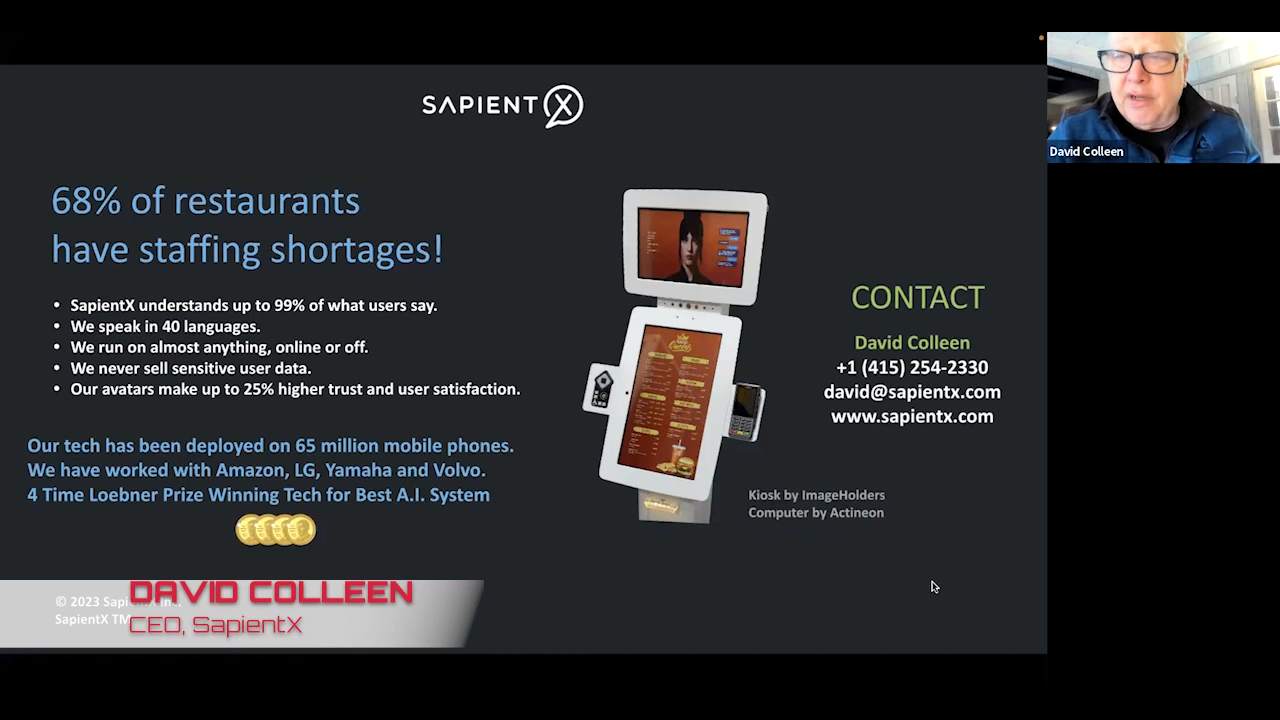 SAPIENT X
David Colleen
68% of restaurants
have staffing shortages!
• SapientX understands up to 99% of what users say.
• We speak in 40 languages.
• We run on almost anything, online or off.
• We never sell sensitive user data.
• Our avatars make up to 25% higher trust and user satisfaction.
Our tech has been deployed on 65 million mobile phones.
We have worked with Amazon, LG, Yamaha and Volvo.
4 Time Loebner Prize Winning Tech for Best A.I. System
CONTACT
David Colleen
+1 (415) 254-2330
david@sapientx.com
www.sapientx.com
Kiosk by ImageHolders
Computer by Actineon
© 2023 SapientX Inc.
SapientX TM
DAVID COLLEEN
CEO, SapientX